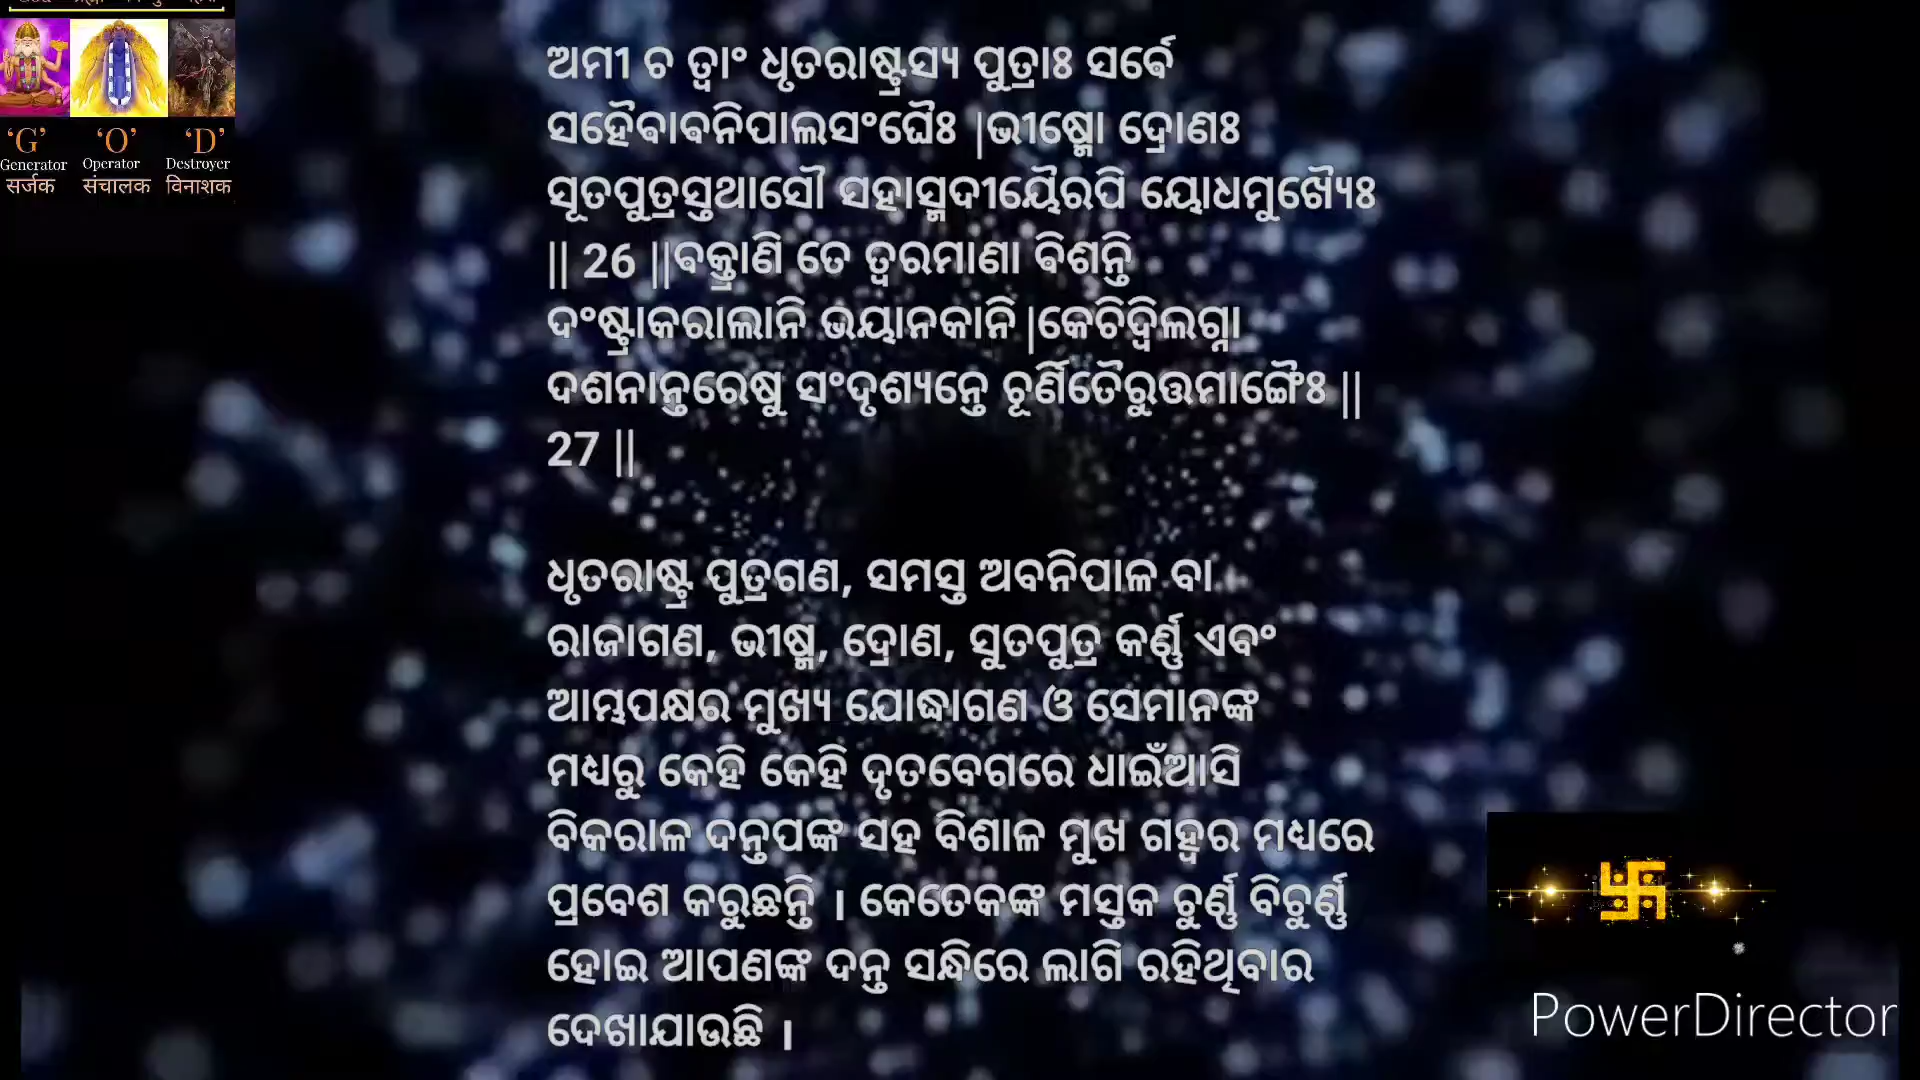 ‘G’ ‘O’ ‘D’
Generator Operator Destroyer
सर्जक संचालक विनाशक
ଅମୀ ଚ ତ୍ୱାଂ ଧୃତରାଷ୍ଟ୍ରସ୍ୟ ପୁତ୍ରାଃ ସର୍ଵେ
ସହୈଵାଵନିପାଲସଂଘୈଃ |ଭୀଷ୍ମୋ ଦ୍ରୋଣଃ
ସୂତପୁତ୍ରସ୍ତଥାସୌ ସହାସ୍ମଦୀୟୈରପି ୟୋଧମୁଖ୍ୟୈଃ
|| 26 ||ଵକ୍ତ୍ରାଣି ତେ ତ୍ୱରମାଣା ଵିଶନ୍ତି
ଦଂଷ୍ଟ୍ରାକରାଲାନି ଭୟାନକାନି |କେଚିଦ୍ୱିଲଗ୍ନା
ଦଶନାନ୍ତରେଷୁ ସଂଦୃଶ୍ୟନ୍ତେ ଚୂର୍ଣିତୈରୁତ୍ତମାଙ୍ଗୈଃ ||
27 ||
ଧୃତରାଷ୍ଟ୍ର ପୁତ୍ରଗଣ, ସମସ୍ତ ଅବନିପାଳ ବା
ରାଜାଗଣ, ଭୀଷ୍ମ, ଦ୍ରୋଣ, ସୁତପୁତ୍ର କର୍ଣ୍ଣ ଏବଂ
ଆମ୍ଭପକ୍ଷର ମୁଖ୍ୟ ଯୋଦ୍ଧାଗଣ ଓ ସେମାନଙ୍କ
ମଧ୍ୟରୁ କେହି କେହି ଦୃତବେଗରେ ଧାଇଁଆସି
ବିକରାଳ ଦନ୍ତପଙ୍କ ସହ ବିଶାଳ ମୁଖ ଗହ୍ୱର ମଧ୍ୟରେ
ପ୍ରବେଶ କରୁଛନ୍ତି । କେତେକଙ୍କ ମସ୍ତକ ଚୁର୍ଣ୍ଣ ବିଚୁର୍ଣ୍ଣ
ହୋଇ ଆପଣଙ୍କ ଦନ୍ତ ସନ୍ଧିରେ ଲାଗି ରହିଥିବାର
ଦେଖାଯାଉଛି ।
PowerDirector